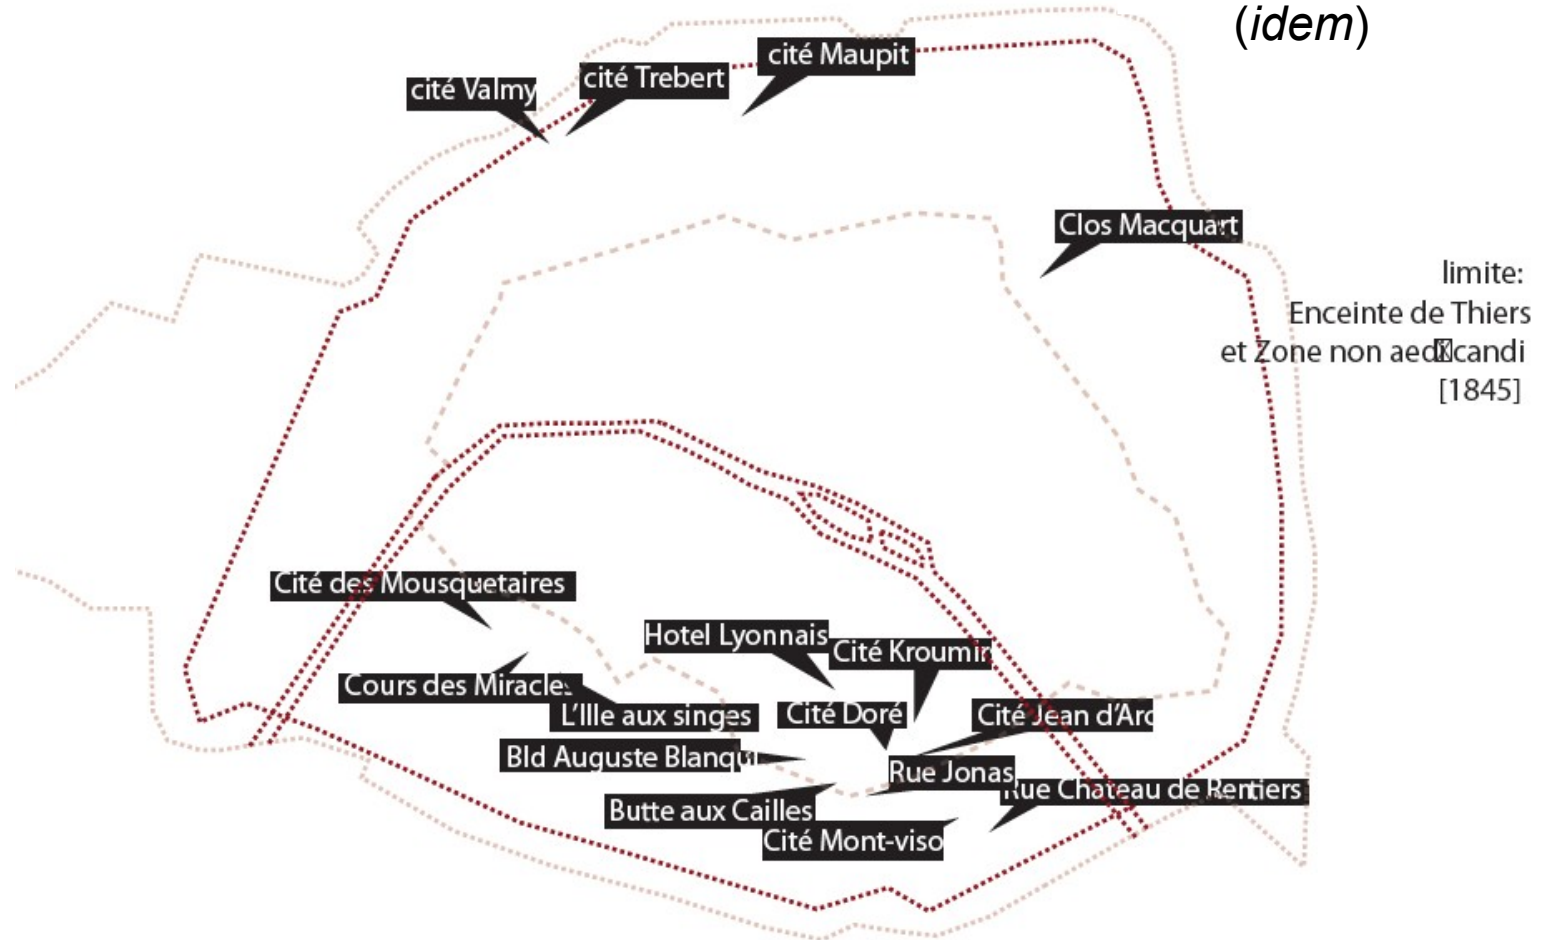 (idem)
cité Maupit
cité Trebert
cité Valmy
Clos Macquart
limite:
Enceinte de Thiers
et Zone non aed☒candi
[1845]
Cité des Mousquetaires
Hotel Lyonnais
Cité Kroumir
Cours des Miracles
L'Ille aux singes
Cité Doré
Cité Jean d'Arc
Bld Auguste Blanqui
Rue Jonas
Rue Chateau de Rentiers
Butte aux Cailles
Cité Mont-viso